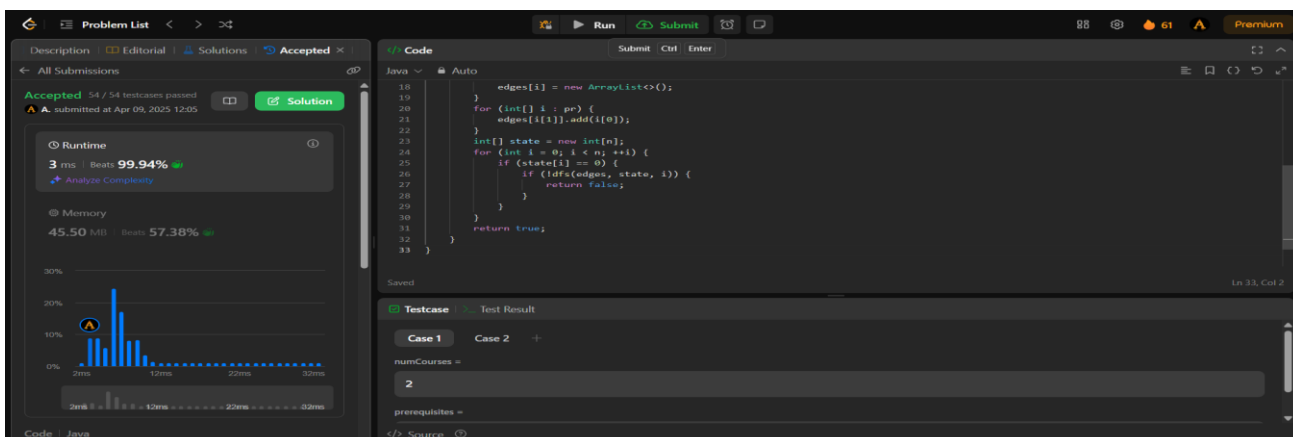 Problem List Run Submit 61 A Premium
Description | Editorial | Solutions | Accepted ×
</> Code
Submit Ctrl Enter
← All Submissions
Java Auto
Accepted 54 / 54 testcases passed
A. submitted at Apr 09, 2025 12:05
Solution
Runtime
3 ms | Beats 99.94%
Analyze Complexity
Memory
45.50 MB | Beats 57.38%
30%
20%
10%
0%
2ms 12ms 22ms 32ms
2ms 12ms 22ms 32ms
Code | Java
18 edges[i] = new ArrayList<>();
19 }
20 for (int[] i : pr) {
21 edges[i[1]].add(i[0]);
22 }
23 int[] state = new int[n];
24 for (int i = 0; i < n; ++i) {
25 if (state[i] == 0) {
26 if (!dfs(edges, state, i)) {
27 return false;
28 }
29 }
30 }
31 return true;
32 }
33 }
Saved Ln 33, Col 2
Testcase | >_ Test Result
Case 1 Case 2 +
numCourses =
2
prerequisites =
</> Source